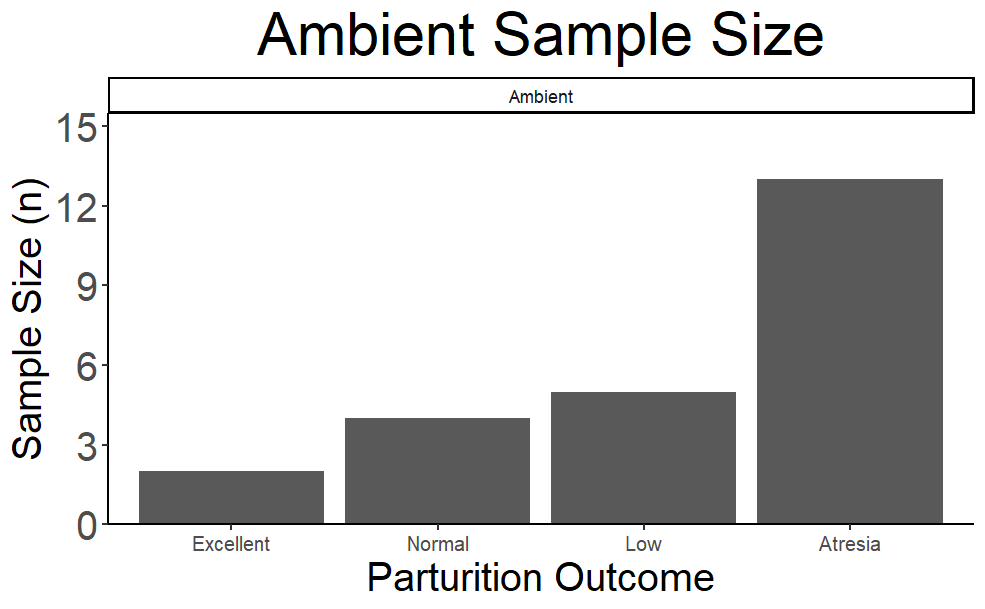 Ambient Sample Size
Ambient
Sample Size (n)
15
12
9
6
3
0
Excellent Normal Low Atresia
Parturition Outcome